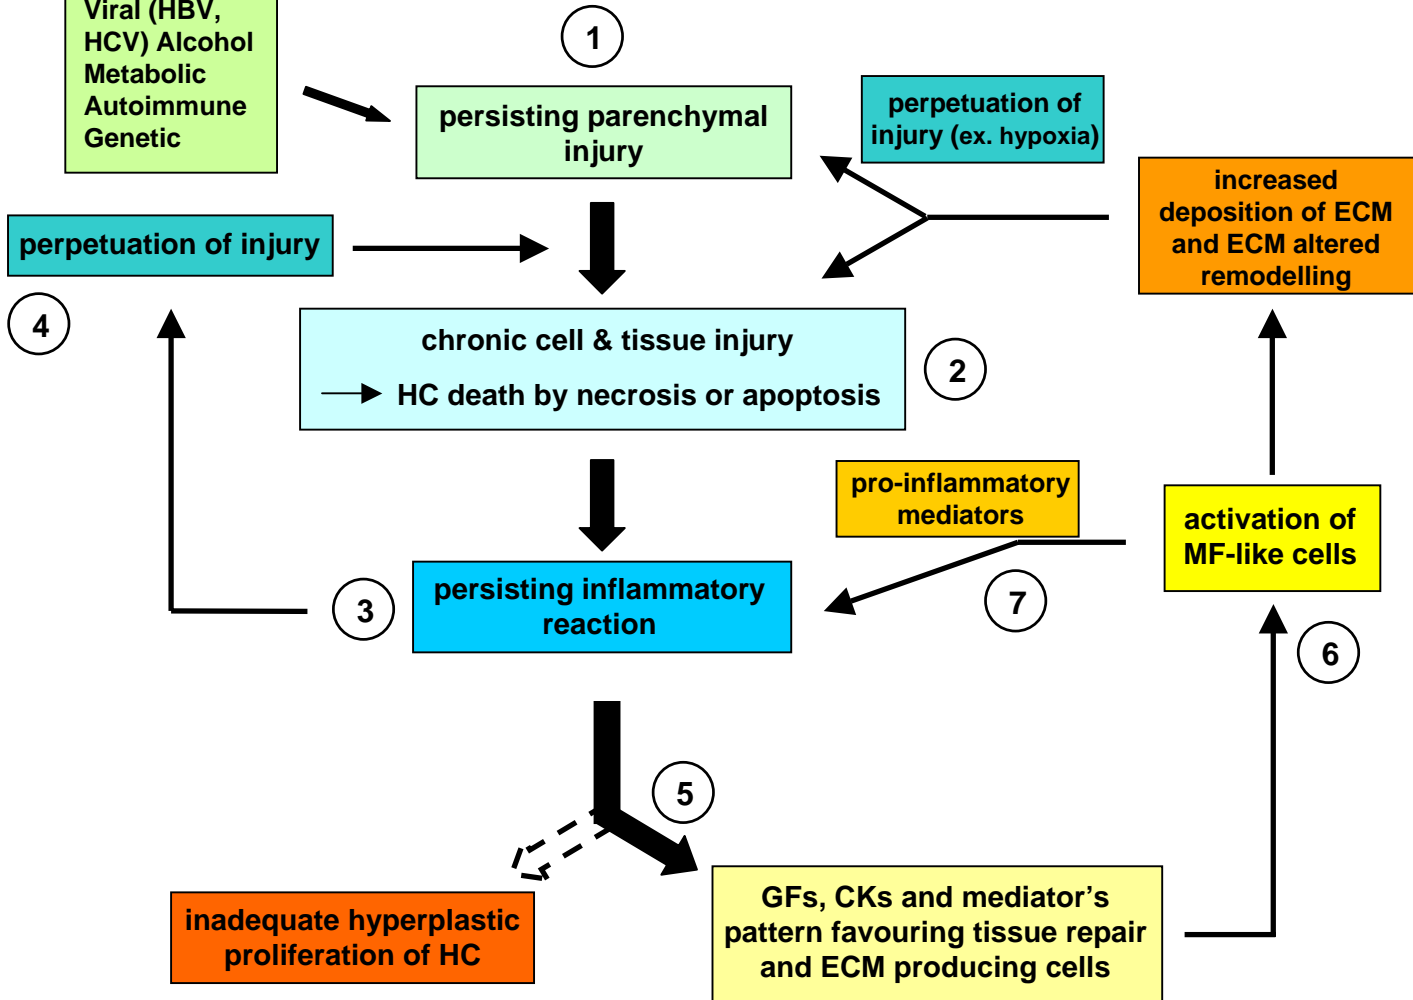 Viral (HBV,
HCV) Alcohol
Metabolic
Autoimmune
Genetic
1
persisting parenchymal
injury
perpetuation of
injury (ex. hypoxia)
increased
deposition of ECM
and ECM altered
remodelling
perpetuation of injury
4
chronic cell & tissue injury
HC death by necrosis or apoptosis
2
pro-inflammatory
mediators
activation of
MF-like cells
persisting inflammatory
reaction
3
7
6
5
inadequate hyperplastic
proliferation of HC
GFs, CKs and mediator’s
pattern favouring tissue repair
and ECM producing cells